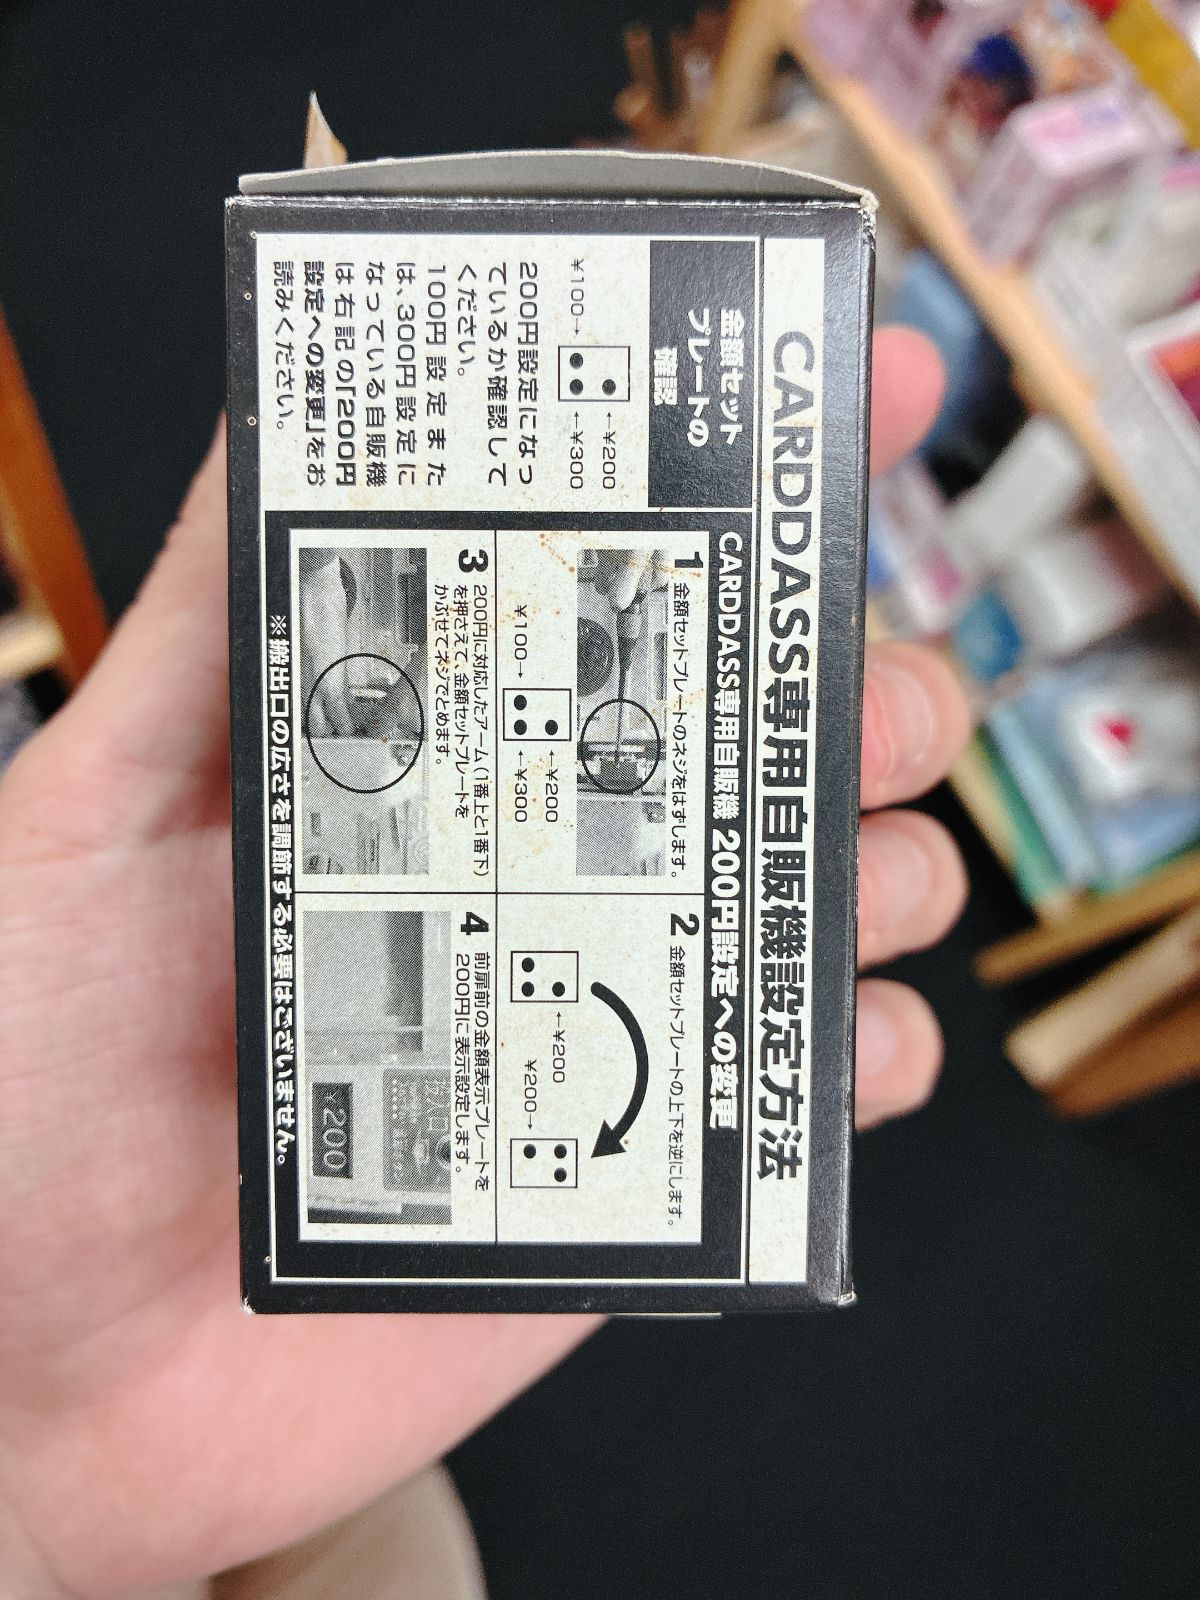 CARDDASS専用自販機設定方法
金額セット
プレートの
確認
¥100→
←¥200
←¥300
200円設定になっ
ているか確認して
ください。
100円設定また
は、300円設定に
なっている自販機
は右記の「200円
設定への変更」をお
読みください。
CARDDASS専用自販機 200円設定への変更
1 金額セットプレートのネジをはずします。
¥100→
←¥200
←¥300
2 金額セットプレートの上下を逆にします。
←¥200
¥200→
3 200円に対応したアーム(1番上と1番下)
を押さえて、金額セットプレートを
かぶせてネジでとめます。
4 前扉前の金額表示プレートを
200円に表示設定します。
¥200
※搬出口の広さを調節する必要はございません。